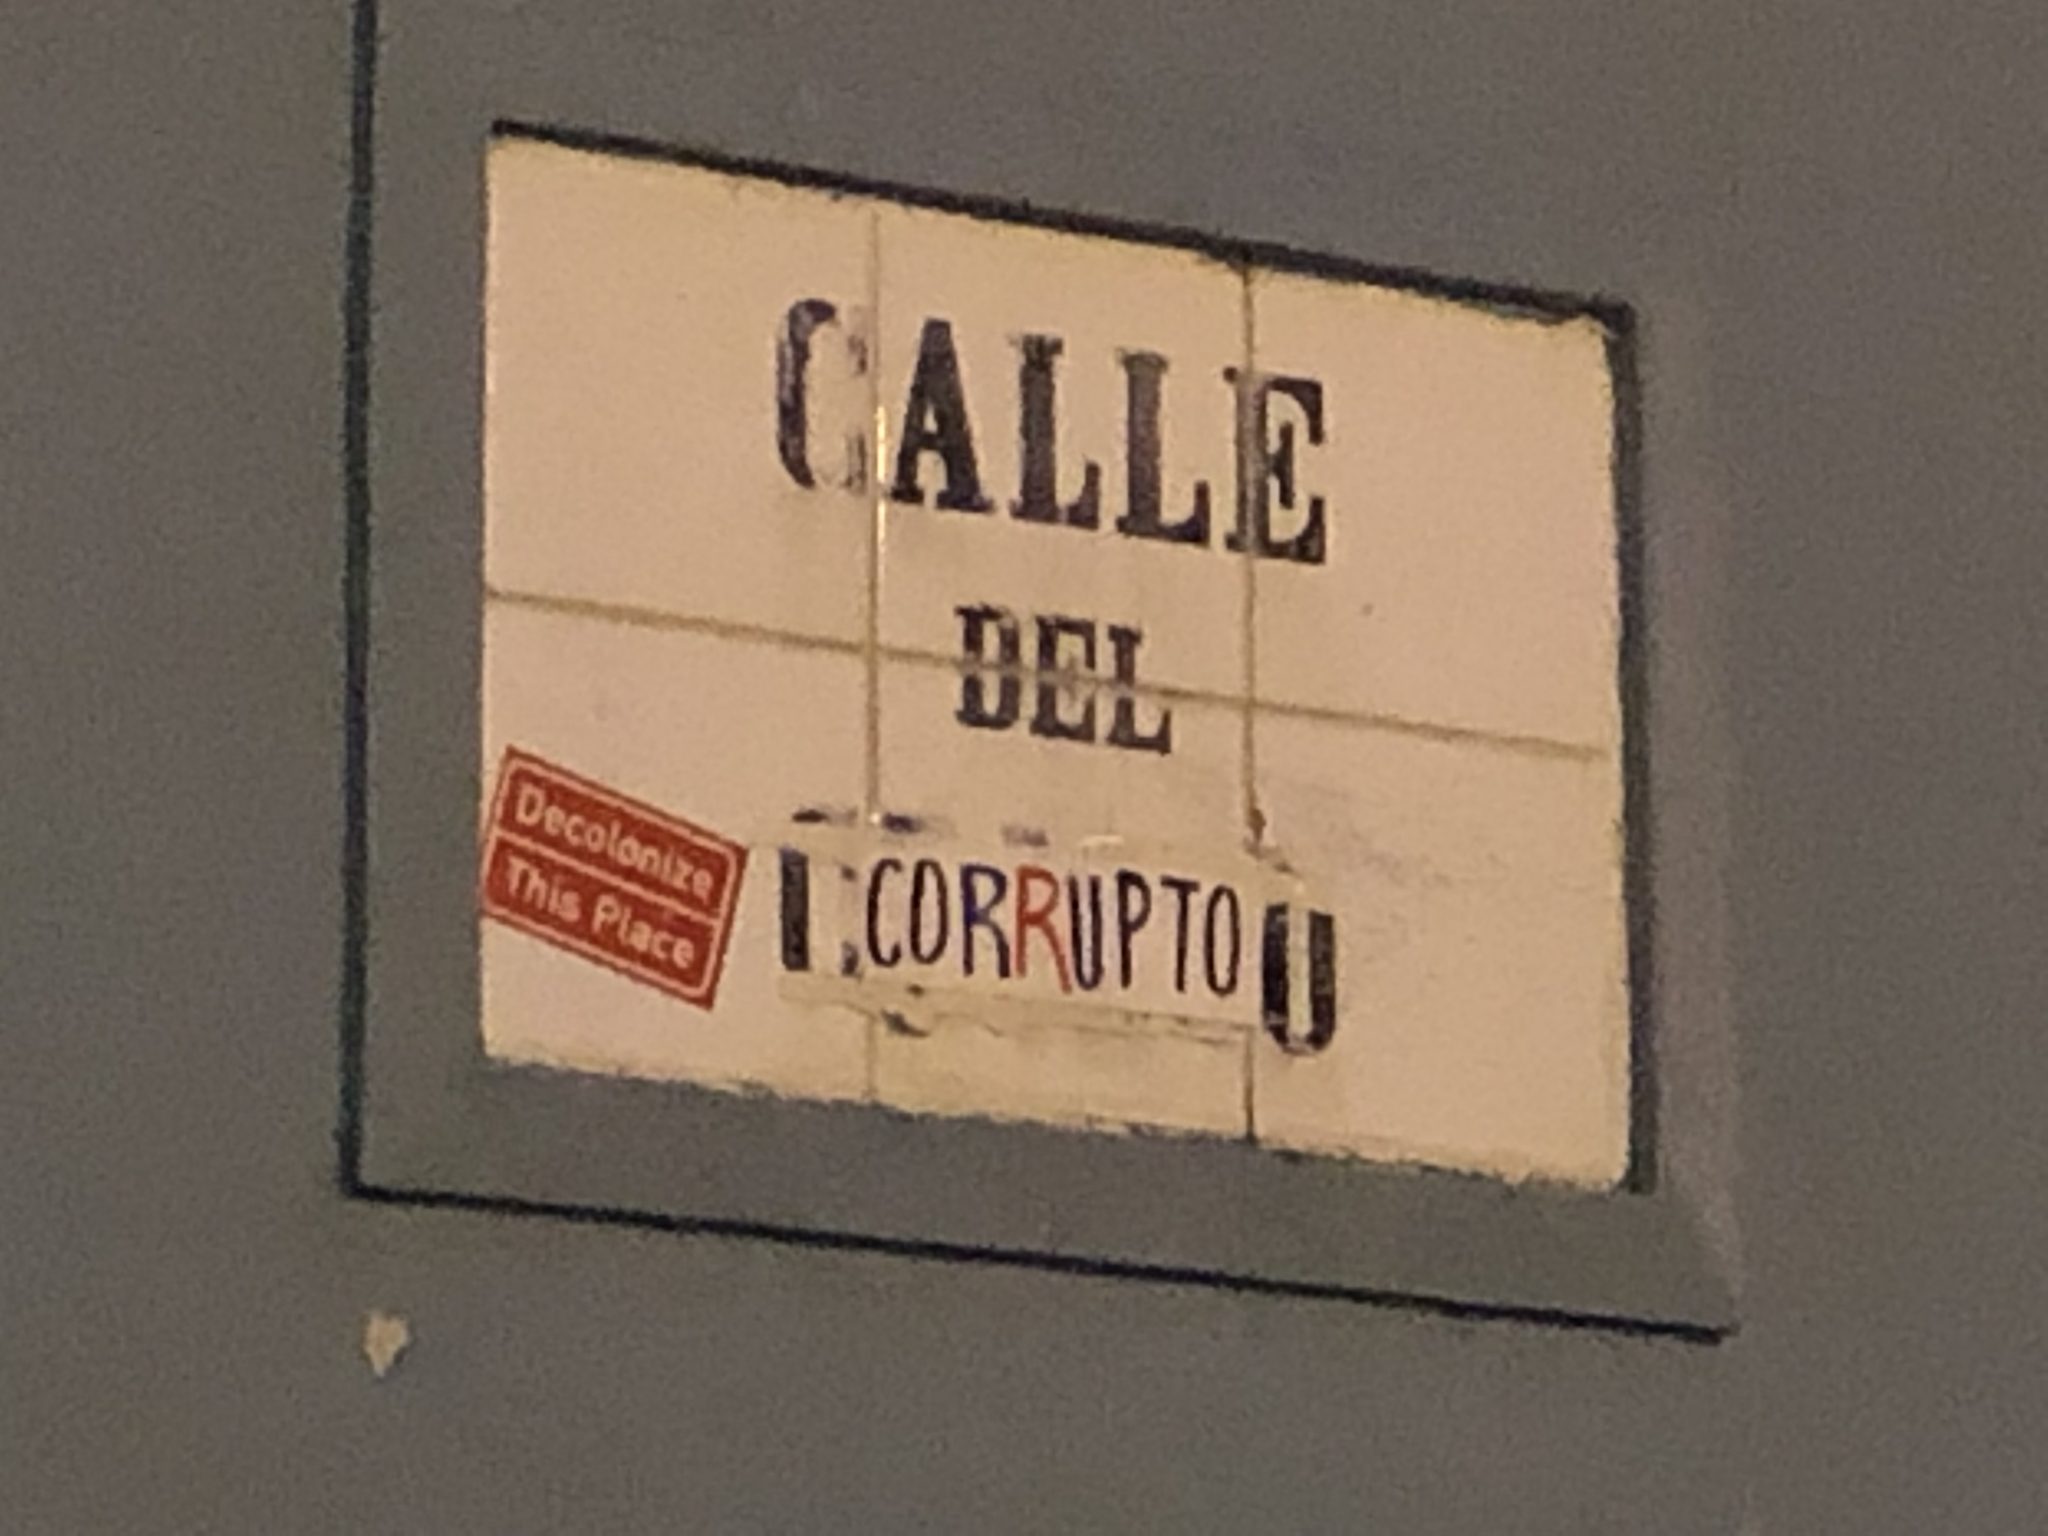 CALLE
DEL
CORRUPTO
Decolonize
This Place